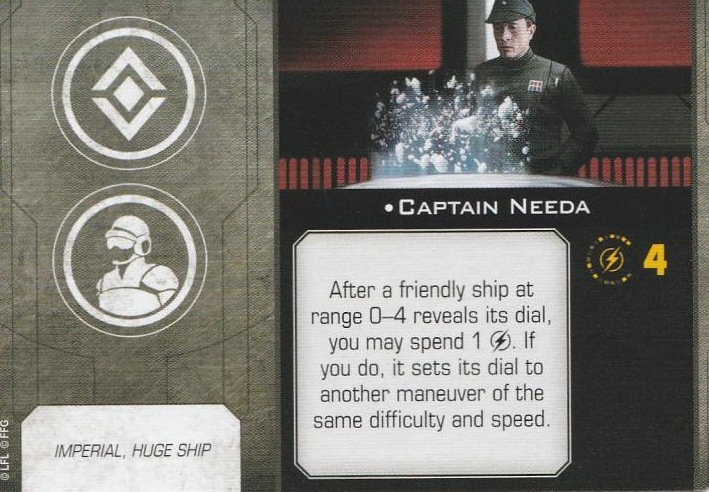 •CAPTAIN NEEDA
4
After a friendly ship at
range 0–4 reveals its dial,
you may spend 1 . If
you do, it sets its dial to
another maneuver of the
same difficulty and speed.
IMPERIAL, HUGE SHIP
© LFL © FFG